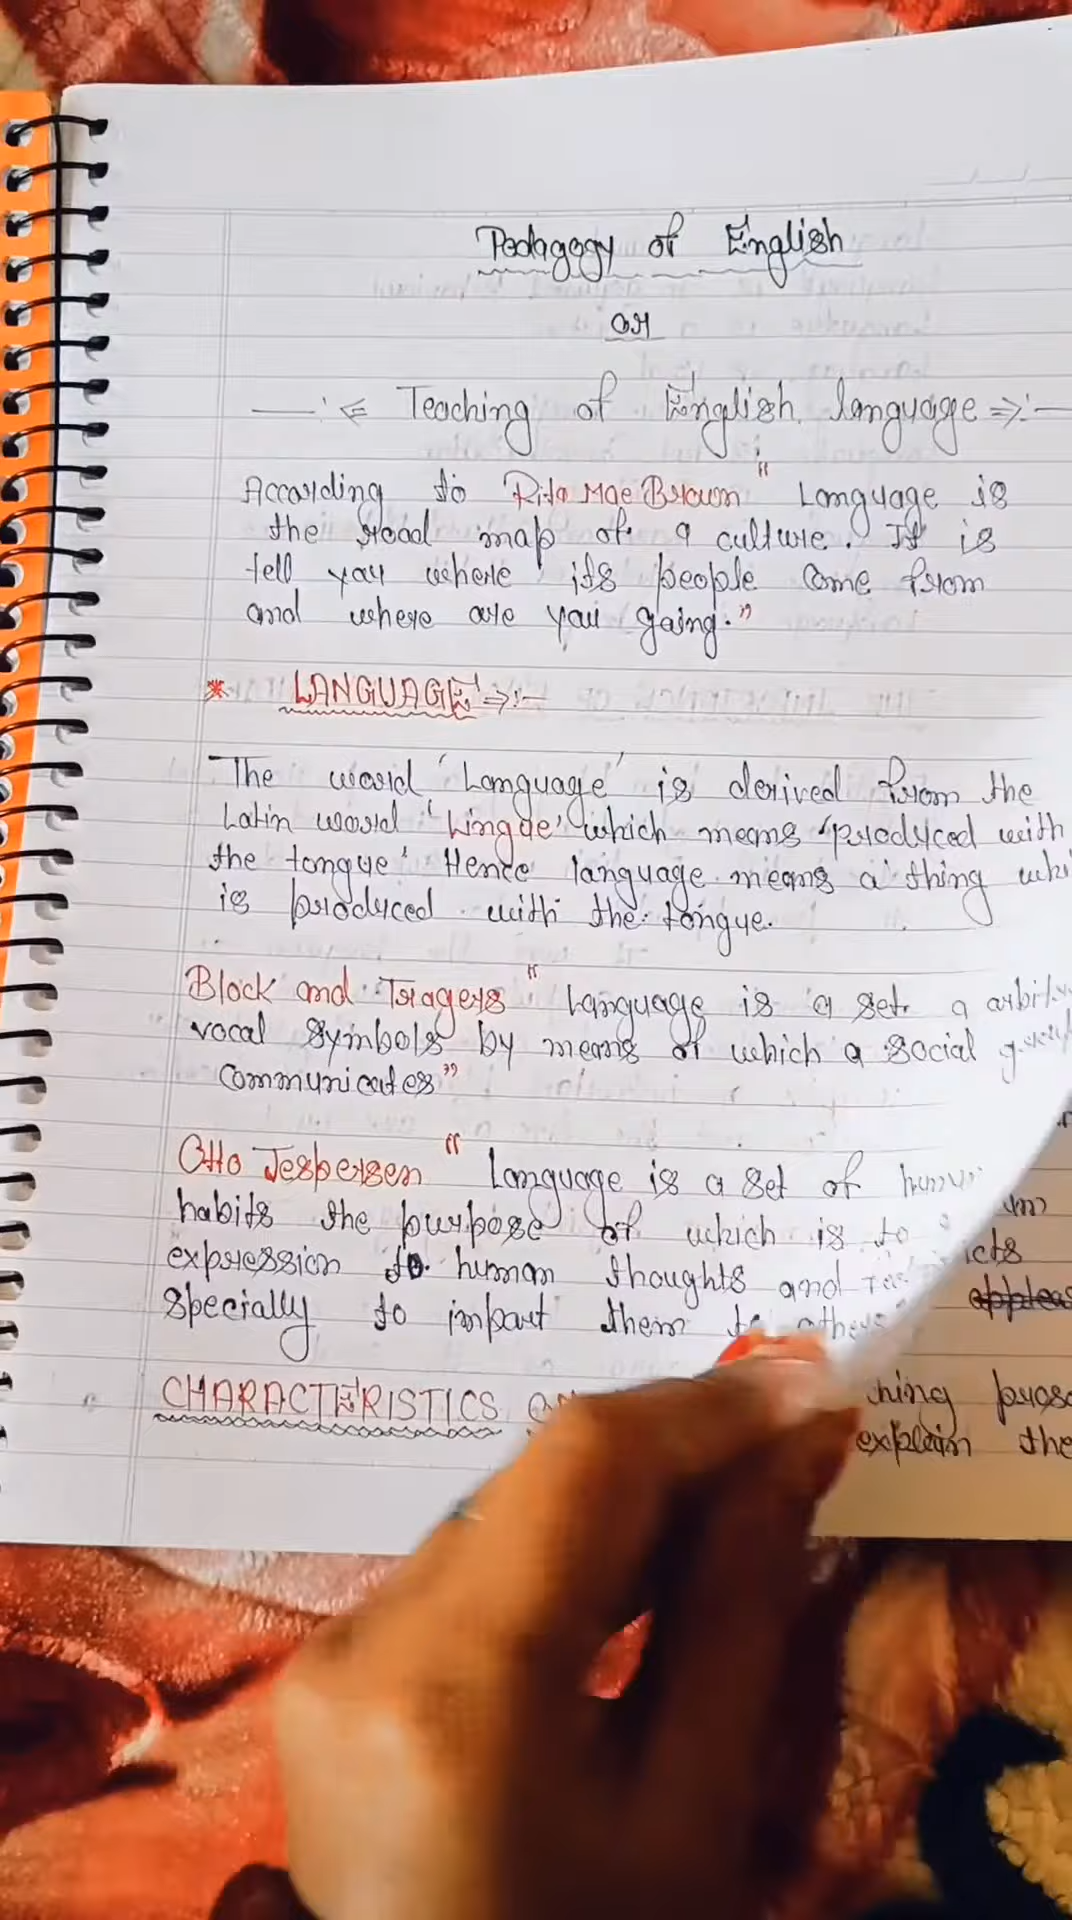 Pedagogy of English
or
Teaching of English language
According to Rita Mae Brown " Language is
the road map of a culture. It is
tell you where its people come from
and where are you going."
* LANGUAGE ⇒:-
The word 'Language' is derived from the
Latin word 'Lingue' which means 'produced with
the tongue' Hence language means a thing
is produced with the tongue.
Block and Tragers " Language is a set a
vocal symbols by means of which a social
communicates"
Otto Jespersen " Language is a set of
habits the purpose of which is to
expression to human thoughts and
specially to impart them to others
CHARACTERISTICS
explain the